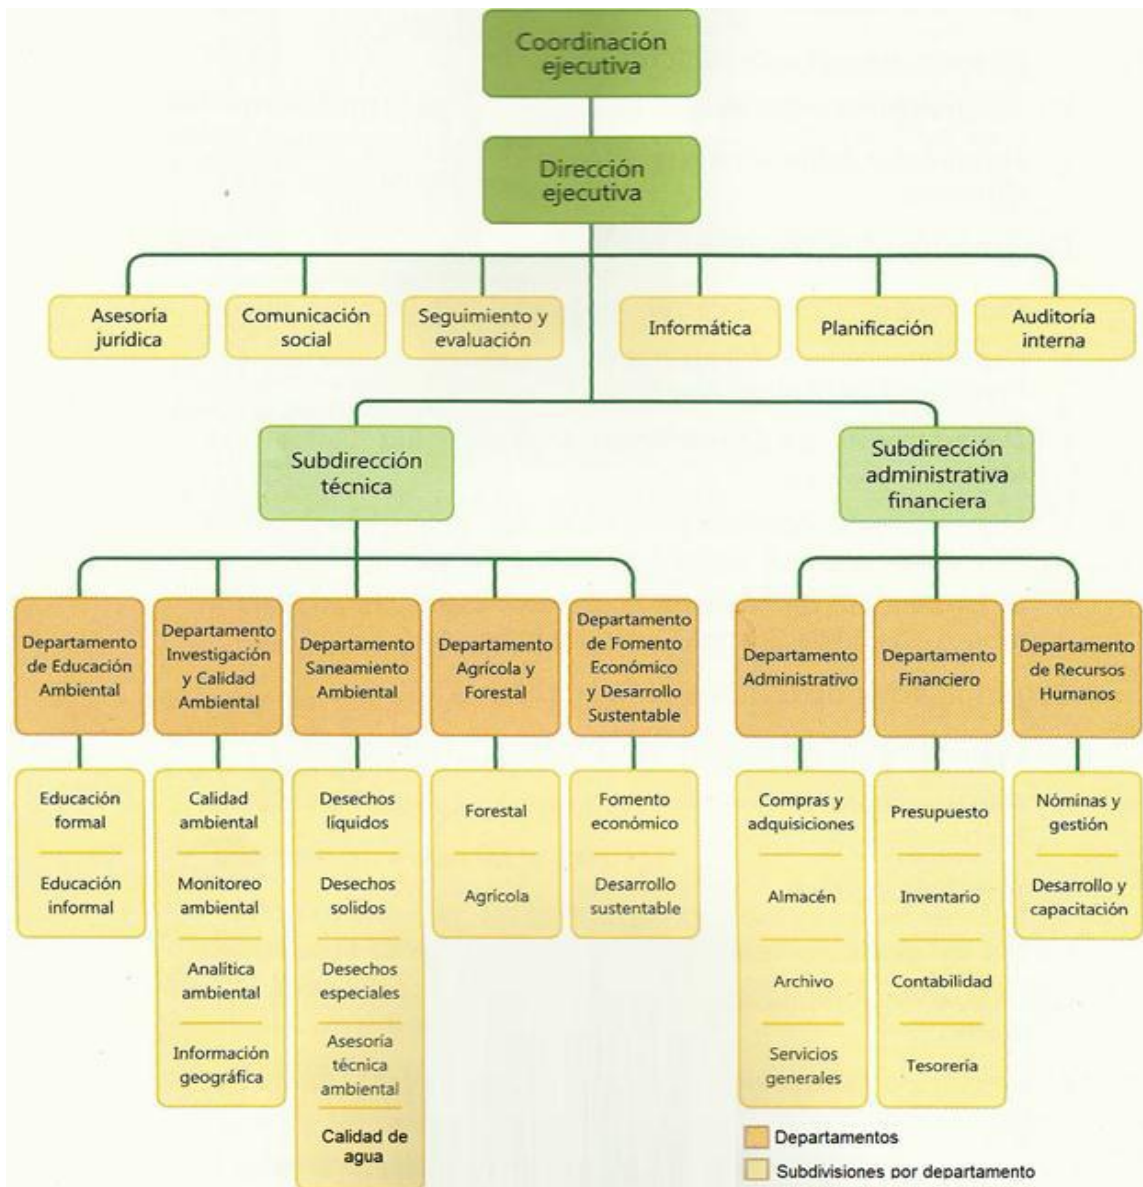 Coordinación
ejecutiva
Dirección
ejecutiva
Asesoría
jurídica
Comunicación
social
Seguimiento y
evaluación
Informática
Planificación
Auditoría
interna
Subdirección
técnica
Subdirección
administrativa
financiera
Departamento
de Educación
Ambiental
Departamento
Investigación
y Calidad
Ambiental
Departamento
Saneamiento
Ambiental
Departamento
Agrícola y
Forestal
Departamento
de Fomento
Económico
y Desarrollo
Sustentable
Departamento
Administrativo
Departamento
Financiero
Departamento
de Recursos
Humanos
Educación
formal
Educación
informal
Calidad
ambiental
Monitoreo
ambiental
Analítica
ambiental
Información
geográfica
Desechos
líquidos
Desechos
solidos
Desechos
especiales
Asesoría
técnica
ambiental
Calidad de
agua
Forestal
Agrícola
Fomento
económico
Desarrollo
sustentable
Compras y
adquisiciones
Almacén
Archivo
Servicios
generales
Presupuesto
Inventario
Contabilidad
Tesorería
Nóminas y
gestión
Desarrollo y
capacitación
Departamentos
Subdivisiones por departamento